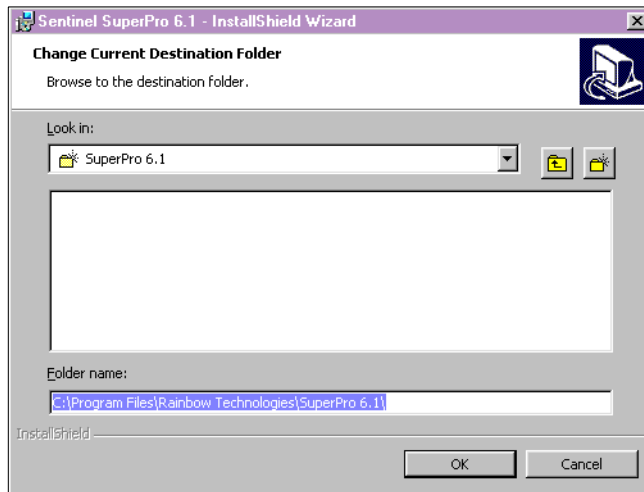 Sentinel SuperPro 6.1 - InstallShield Wizard
Change Current Destination Folder
Browse to the destination folder.
Look in:
SuperPro 6.1
Folder name:
C:\Program Files\Rainbow Technologies\SuperPro 6.1\
InstallShield
OK Cancel